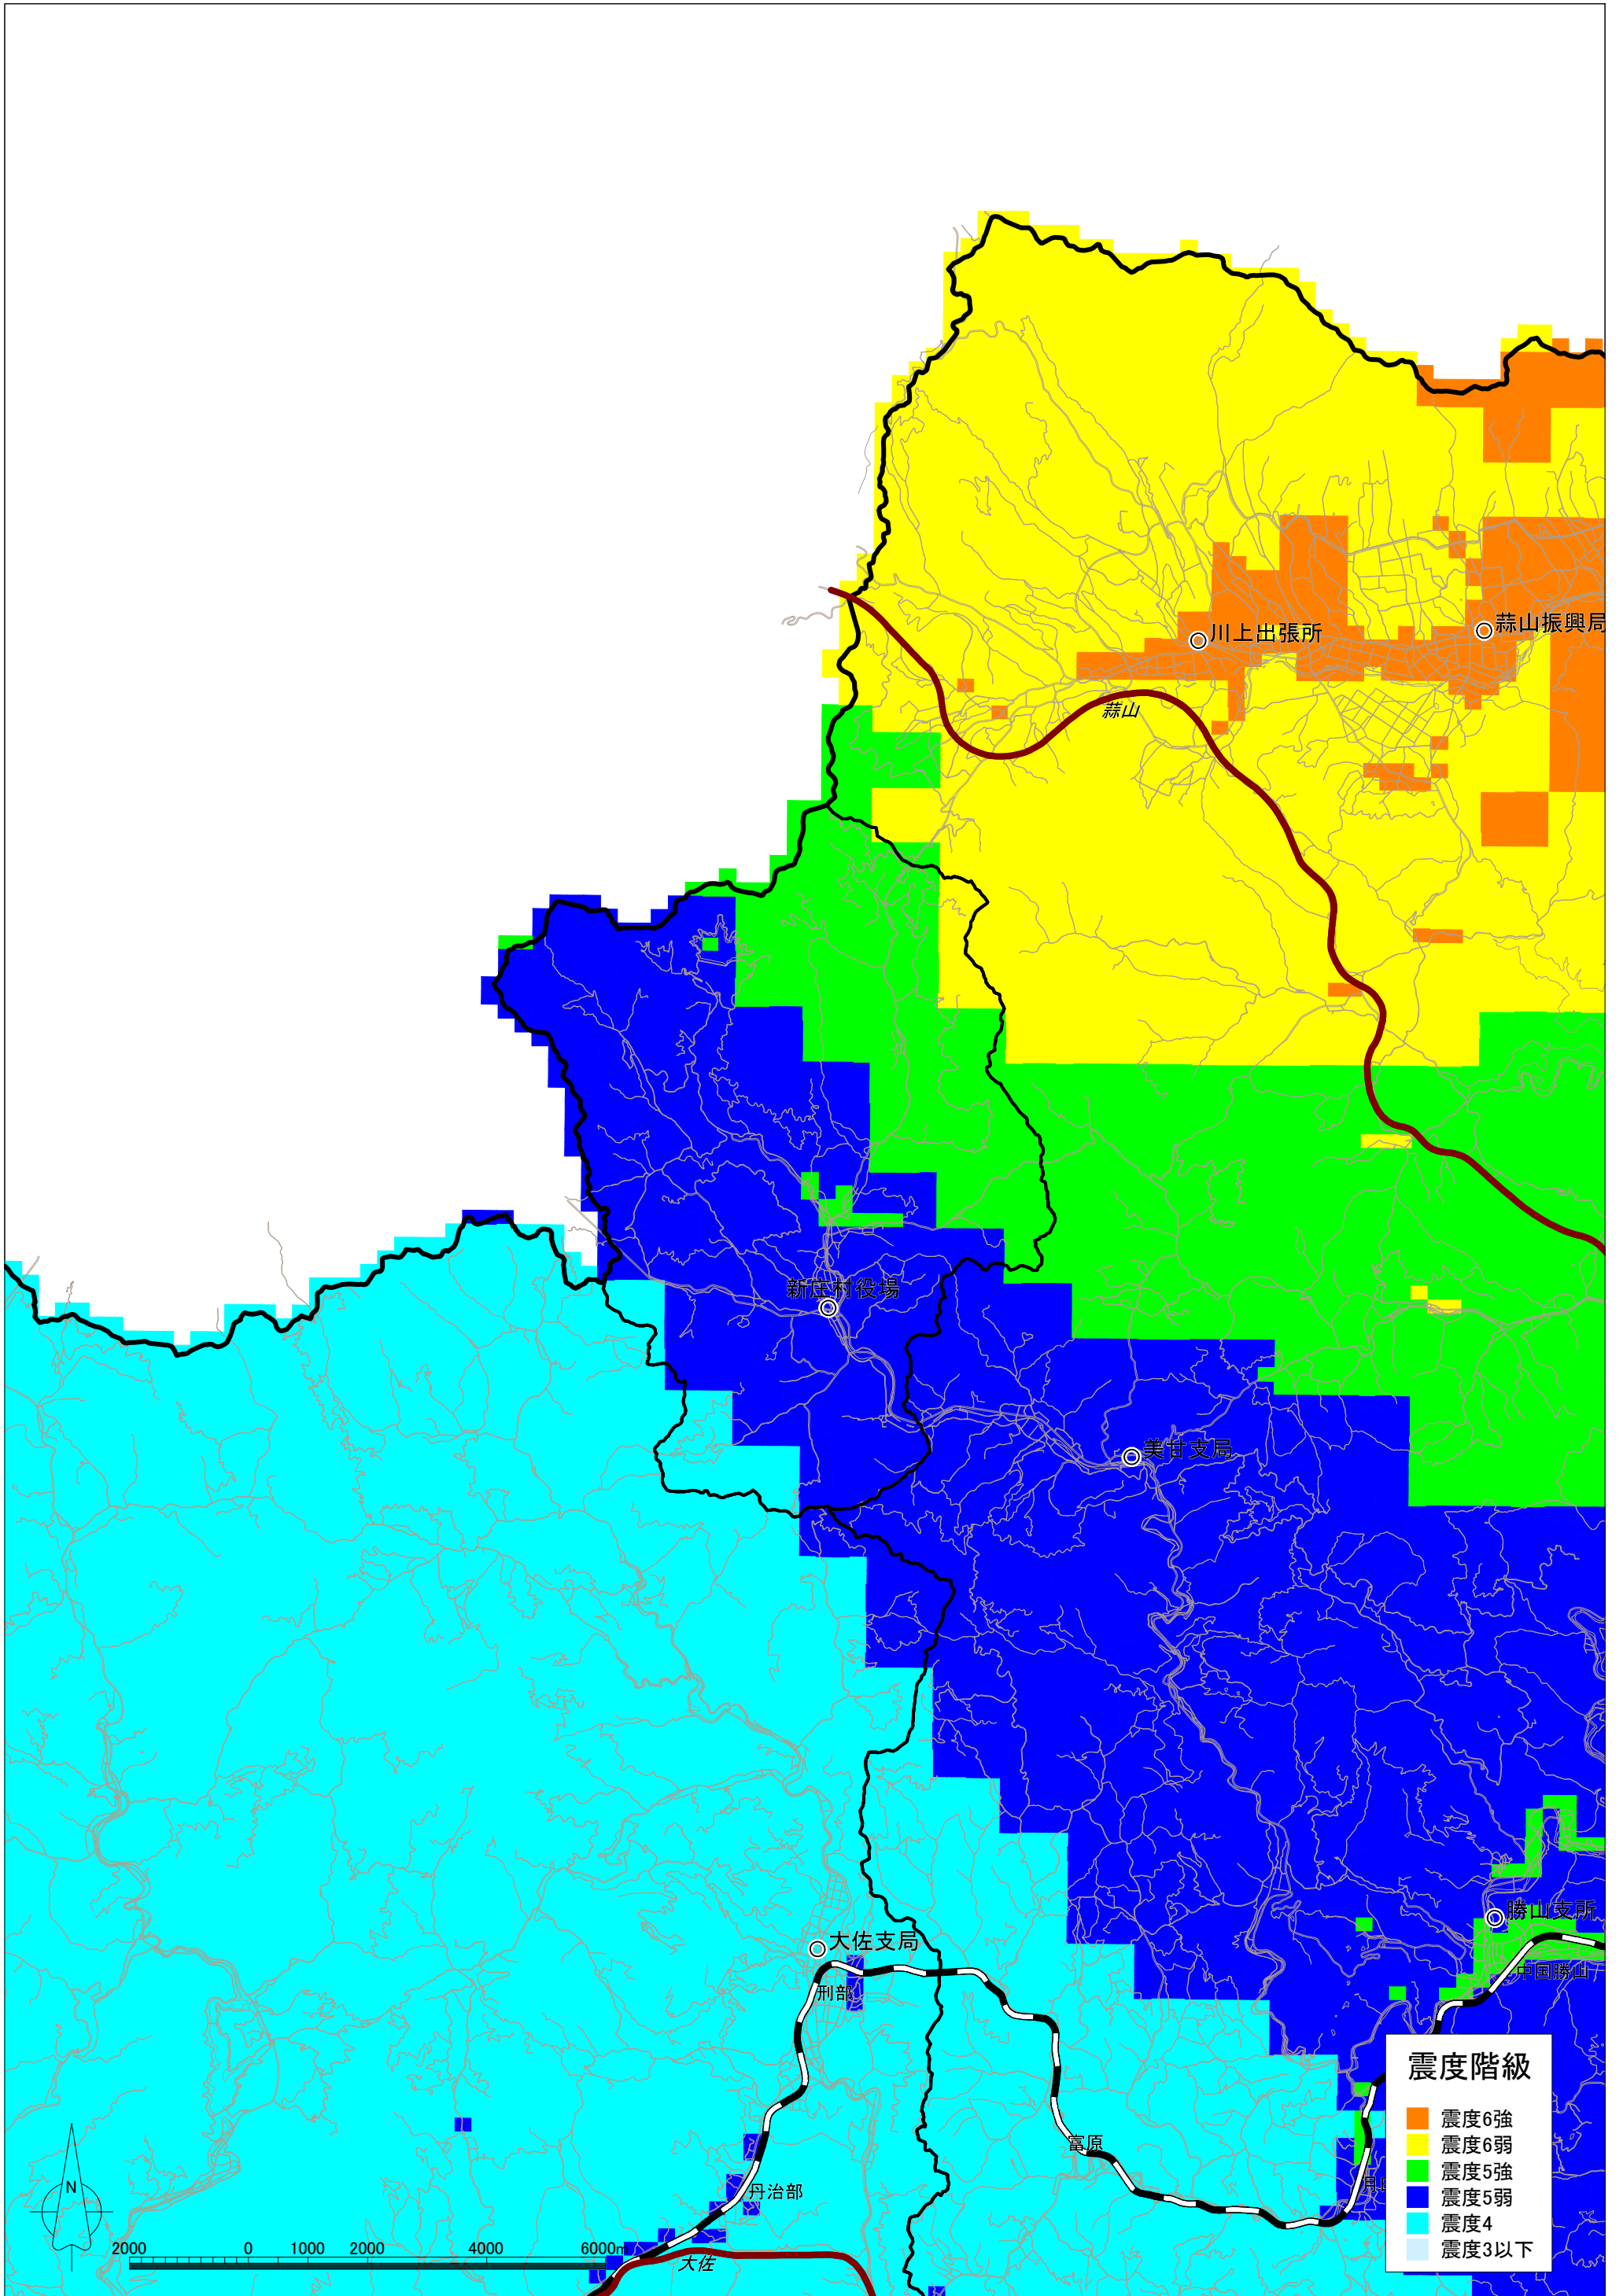 川上出張所
蒜山振興局
蒜山
新庄村役場
美甘支局
勝山支所
中国勝山
大佐支局
刑部
富原
丹治部
大佐
N
2000 0 1000 2000 4000 6000m
震度階級
震度6強
震度6弱
震度5強
震度5弱
震度4
震度3以下